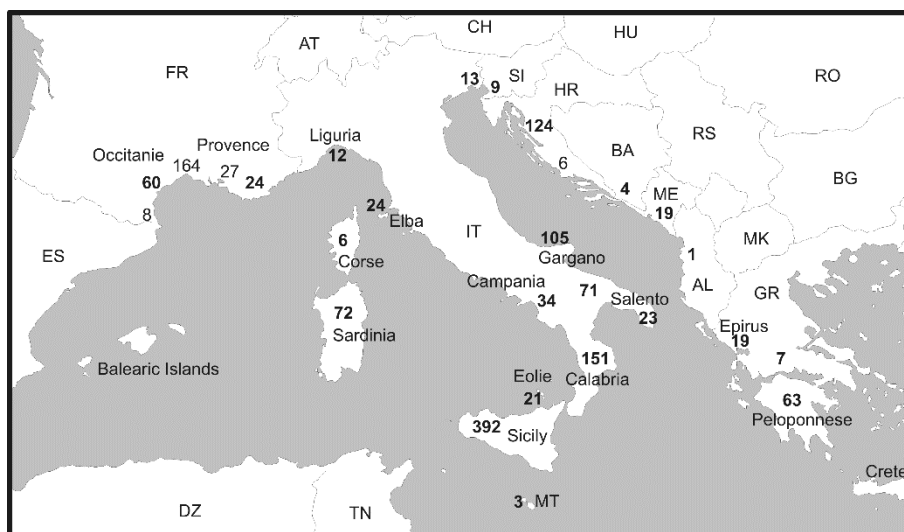 CH
HU
AT
SI
13
9
HR
RO
FR
124
RS
BA
Liguria
12
Provence
Occitanie
164
27
24
60
8
6
4
ME
19
BG
24
Elba
ES
6
Corse
IT
105
Gargano
1
MK
AL
GR
Campania
34
71
Salento
23
72
Sardinia
Epirus
19
7
Balearic Islands
151
Calabria
Eolie
21
63
Peloponnese
392
Sicily
Crete
3
MT
DZ
TN